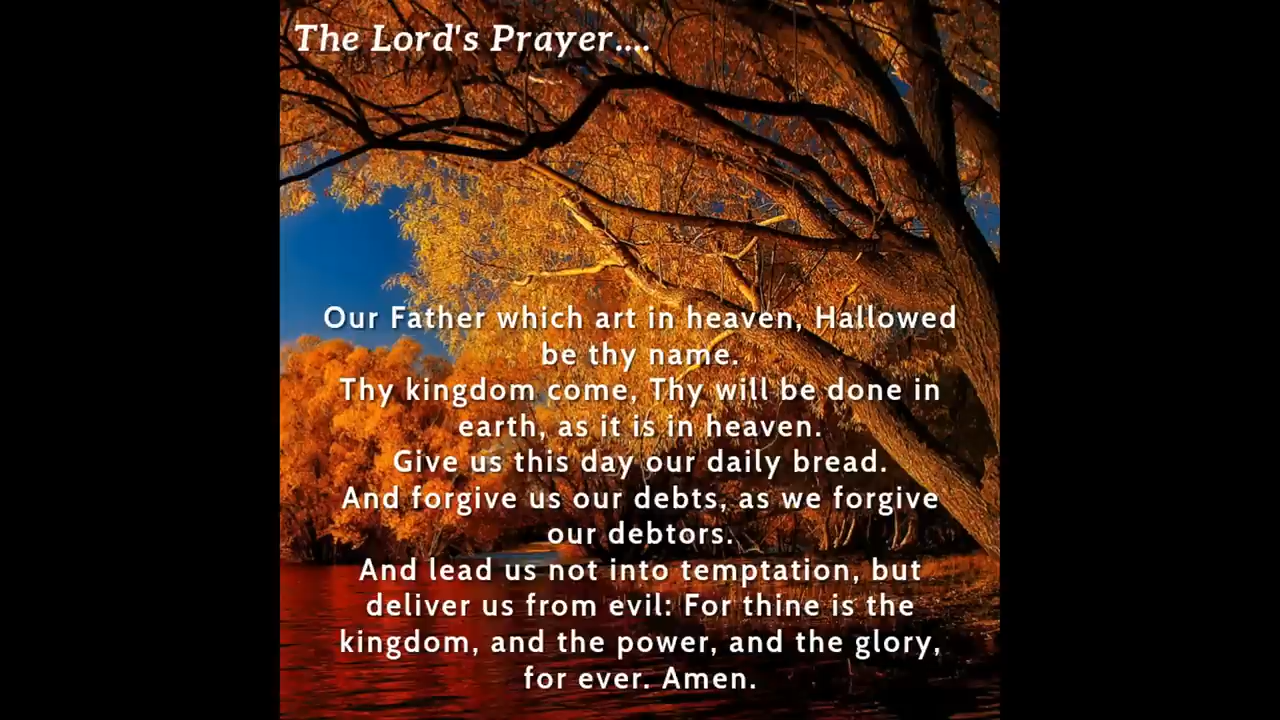 The Lord's Prayer....
Our Father which art in heaven, Hallowed
be thy name.
Thy kingdom come, Thy will be done in
earth, as it is in heaven.
Give us this day our daily bread.
And forgive us our debts, as we forgive
our debtors.
And lead us not into temptation, but
deliver us from evil: For thine is the
kingdom, and the power, and the glory,
for ever. Amen.